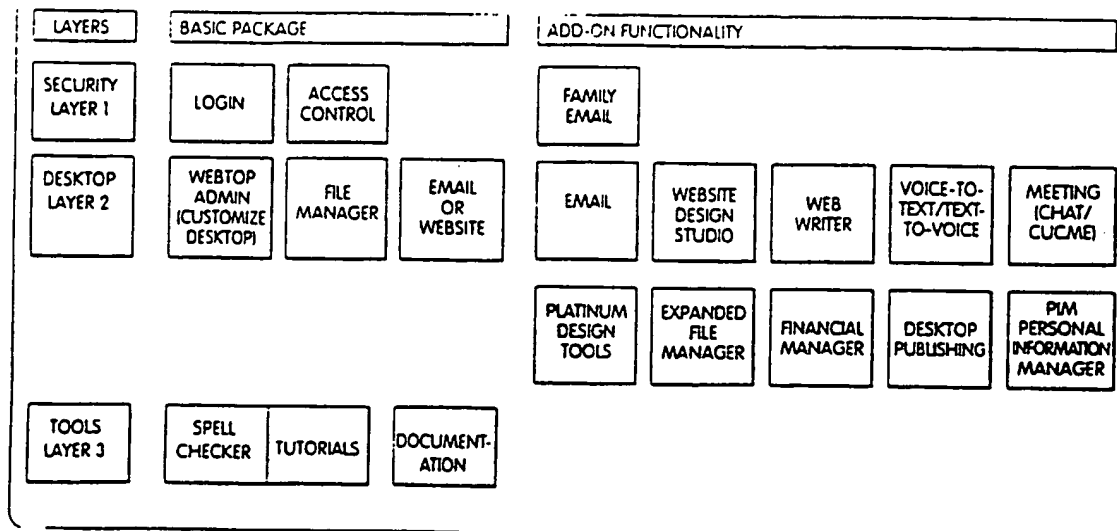 LAYERS
BASIC PACKAGE
ADD-ON FUNCTIONALITY
SECURITY
LAYER 1
LOGIN
ACCESS
CONTROL
FAMILY
EMAIL
DESKTOP
LAYER 2
WEBTOP
ADMIN
(CUSTOMIZE
DESKTOP)
FILE
MANAGER
EMAIL
OR
WEBSITE
EMAIL
WEBSITE
DESIGN
STUDIO
WEB
WRITER
VOICE-TO-
TEXT/TEXT-
TO-VOICE
MEETING
(CHAT/
CUCME)
PLATINUM
DESIGN
TOOLS
EXPANDED
FILE
MANAGER
FINANCIAL
MANAGER
DESKTOP
PUBLISHING
PIM
PERSONAL
INFORMATION
MANAGER
TOOLS
LAYER 3
SPELL
CHECKER
TUTORIALS
DOCUMENT-
ATION